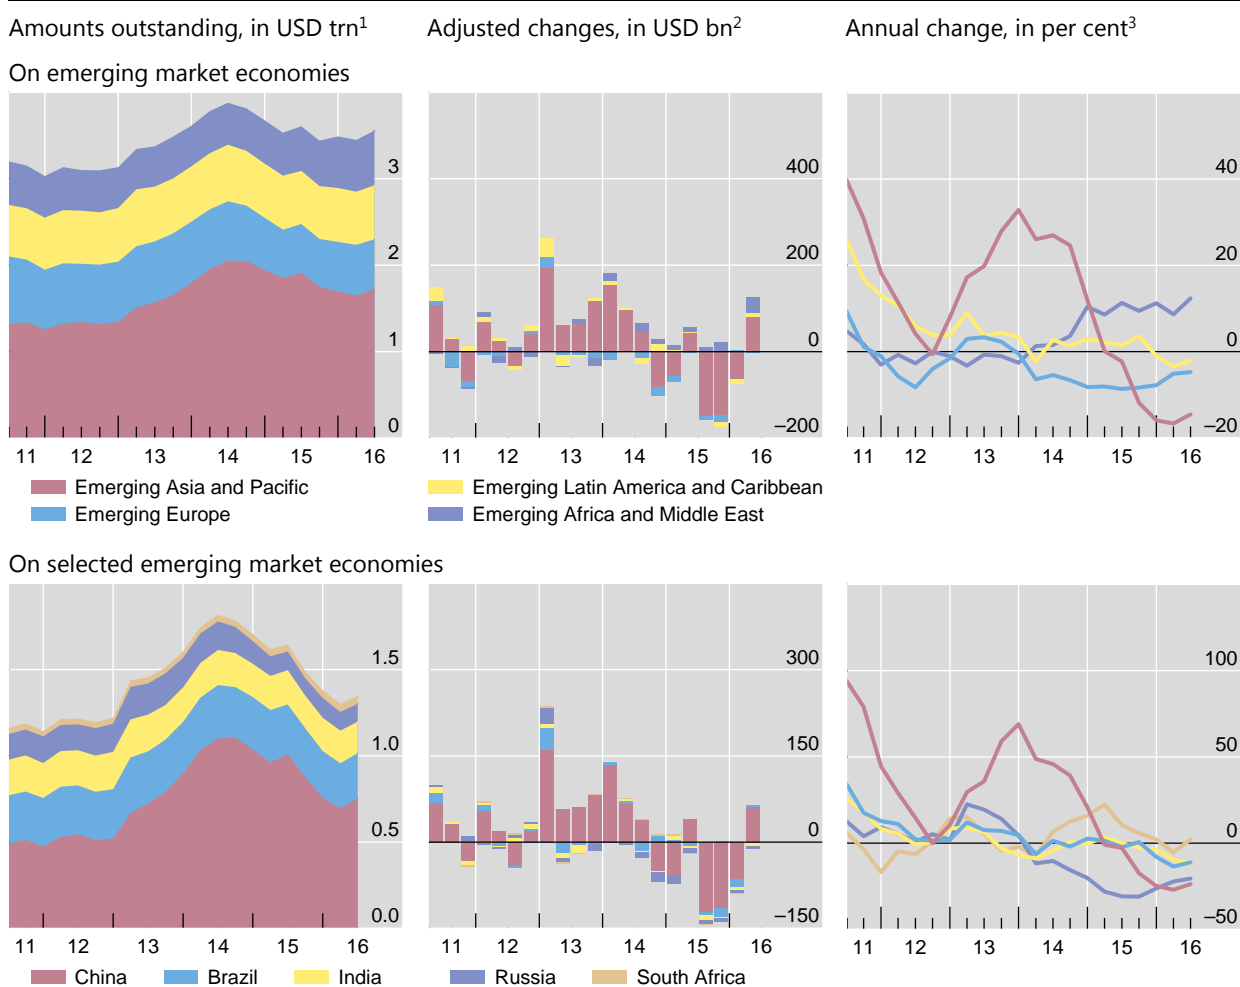 Amounts outstanding, in USD trn¹ Adjusted changes, in USD bn² Annual change, in per cent³
On emerging market economies
3
2
1
0
11 12 13 14 15 16
400
200
0
–200
11 12 13 14 15 16
40
20
0
–20
11 12 13 14 15 16
Emerging Asia and Pacific
Emerging Europe
Emerging Latin America and Caribbean
Emerging Africa and Middle East
On selected emerging market economies
1.5
1.0
0.5
0.0
11 12 13 14 15 16
300
150
0
–150
11 12 13 14 15 16
100
50
0
–50
11 12 13 14 15 16
China Brazil India Russia South Africa